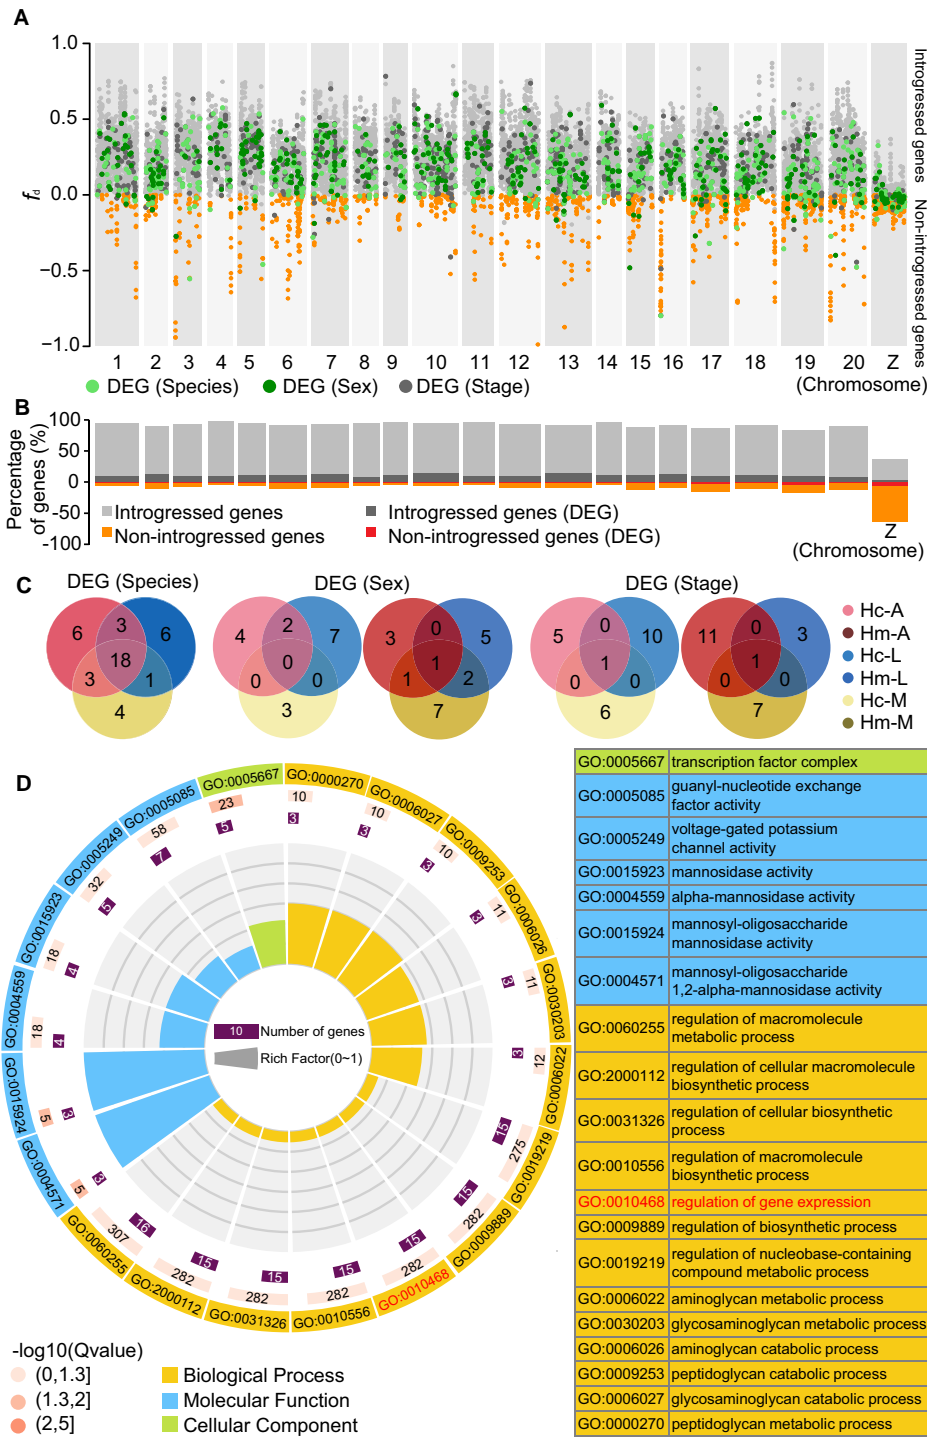 A
1.0
0.5
0.0
−0.5
−1.0
fd
Introgressed genes
Non-introgressed genes
1 2 3 4 5 6 7 8 9 10 11 12 13 14 15 16 17 18 19 20 Z
(Chromosome)
DEG (Species) DEG (Sex) DEG (Stage)
B
Percentage
of genes (%)
100
50
0
-50
-100
Introgressed genes
Non-introgressed genes
Introgressed genes (DEG)
Non-introgressed genes (DEG)
Z
(Chromosome)
C
DEG (Species)
DEG (Sex)
DEG (Stage)
6 3 6
18
3 1
4
4 2 7
0
0 0
3
3 0 5
1
1 2
7
5 0 10
1
0 0
6
11 0 3
1
0 0
7
Hc-A
Hm-A
Hc-L
Hm-L
Hc-M
Hm-M
D
GO:0000270 10 3
GO:0006027 10 3
GO:0009253 10 3
GO:0006026 11 3
GO:0030203 11 3
GO:0006022 12 3
GO:0019219 275 15
GO:0009889 282 15
GO:0010468 282 15
GO:0010556 282 15
GO:0031326 282 15
GO:2000112 282 15
GO:0060255 307 16
GO:0004571 5 3
GO:0015924 5 3
GO:0004559 18 4
GO:0015923 18 4
GO:0005249 32 5
GO:0005085 58 7
GO:0005667 23 5
10 Number of genes
Rich Factor(0~1)
-log10(Qvalue)
(0,1.3]
(1.3,2]
(2,5]
Biological Process
Molecular Function
Cellular Component
GO:0005667 transcription factor complex
GO:0005085 guanyl-nucleotide exchange
factor activity
GO:0005249 voltage-gated potassium
channel activity
GO:0015923 mannosidase activity
GO:0004559 alpha-mannosidase activity
GO:0015924 mannosyl-oligosaccharide
mannosidase activity
GO:0004571 mannosyl-oligosaccharide
1,2-alpha-mannosidase activity
GO:0060255 regulation of macromolecule
metabolic process
GO:2000112 regulation of cellular macromolecule
biosynthetic process
GO:0031326 regulation of cellular biosynthetic
process
GO:0010556 regulation of macromolecule
biosynthetic process
GO:0010468 regulation of gene expression
GO:0009889 regulation of biosynthetic process
GO:0019219 regulation of nucleobase-containing
compound metabolic process
GO:0006022 aminoglycan metabolic process
GO:0030203 glycosaminoglycan metabolic process
GO:0006026 aminoglycan catabolic process
GO:0009253 peptidoglycan catabolic process
GO:0006027 glycosaminoglycan catabolic process
GO:0000270 peptidoglycan metabolic process